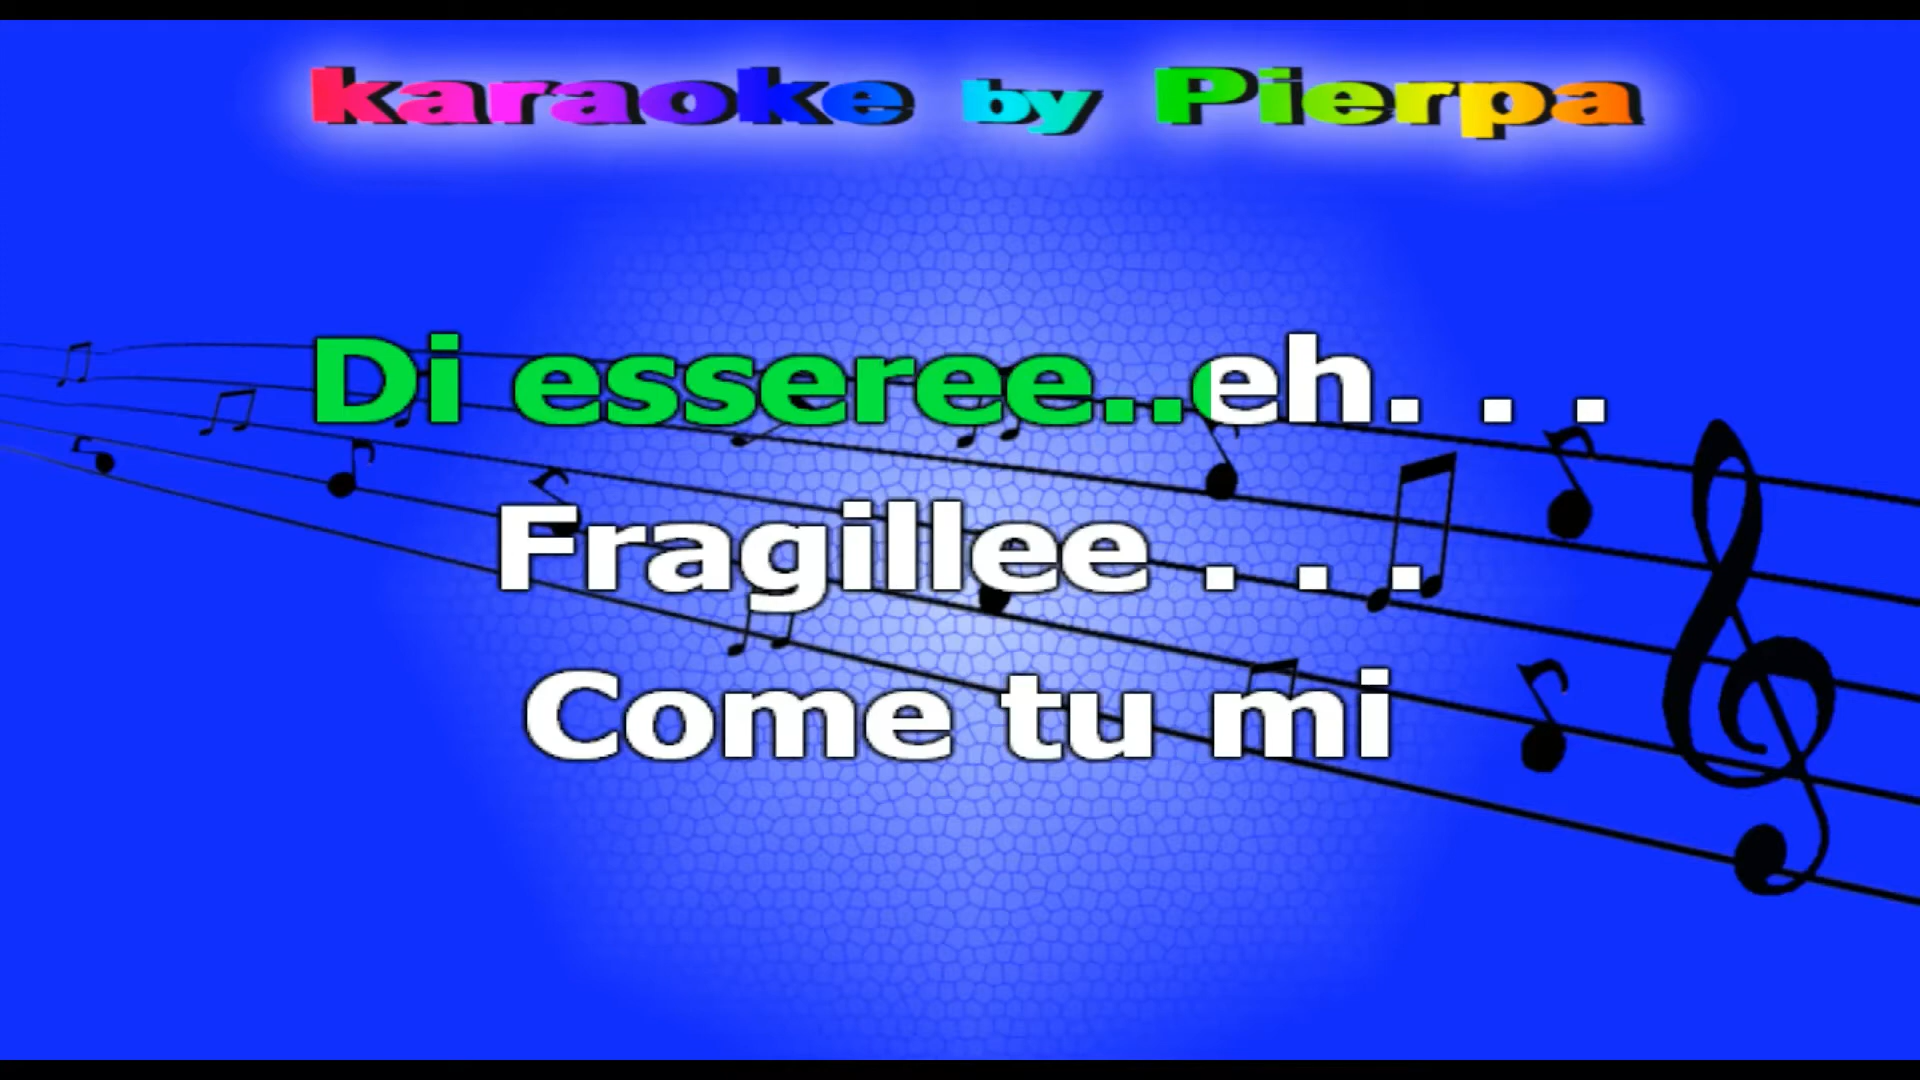 karaoke by Pierpa
Di esseree..eh. . .
Fragillee . . .
Come tu mi